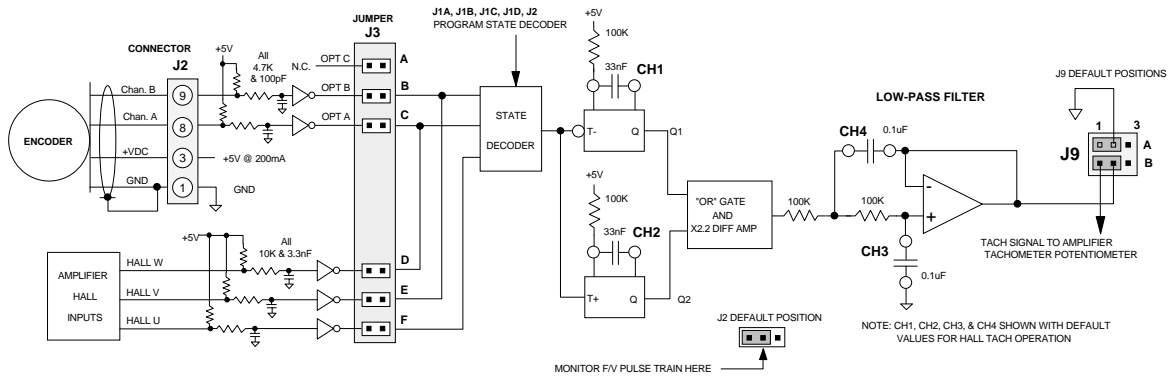 J1A, J1B, J1C, J1D, J2
PROGRAM STATE DECODER
JUMPER
J3
CONNECTOR
J2
+5V
All
4.7K
& 100pF
N.C.
OPT C
A
Chan. B
9
OPT B
B
Chan. A
8
OPT A
C
ENCODER
+VDC
3
+5V @ 200mA
GND
1
GND
STATE
DECODER
+5V
100K
33nF
CH1
T-
Q
Q1
+5V
100K
33nF
CH2
T+
Q
Q2
"OR" GATE
AND
X2.2 DIFF AMP
LOW-PASS FILTER
CH4
0.1uF
100K
100K
-
+
CH3
0.1uF
J9 DEFAULT POSITIONS
1
3
J9
A
B
TACH SIGNAL TO AMPLIFIER
TACHOMETER POTENTIOMETER
+5V
All
10K & 3.3nF
AMPLIFIER
HALL
INPUTS
HALL W
D
HALL V
E
HALL U
F
J2 DEFAULT POSITION
MONITOR F/V PULSE TRAIN HERE
NOTE: CH1, CH2, CH3, & CH4 SHOWN WITH DEFAULT
VALUES FOR HALL TACH OPERATION